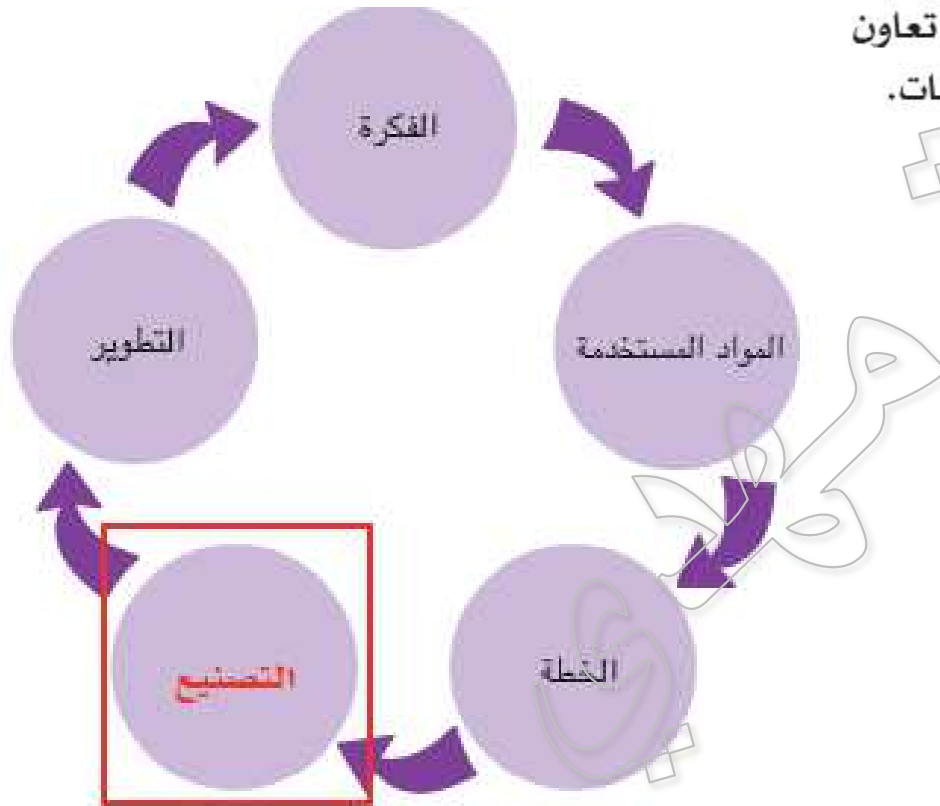 تعاون
ات.
الفكرة
المواد المستخدمة
الخطة
التصنيع
التطوير